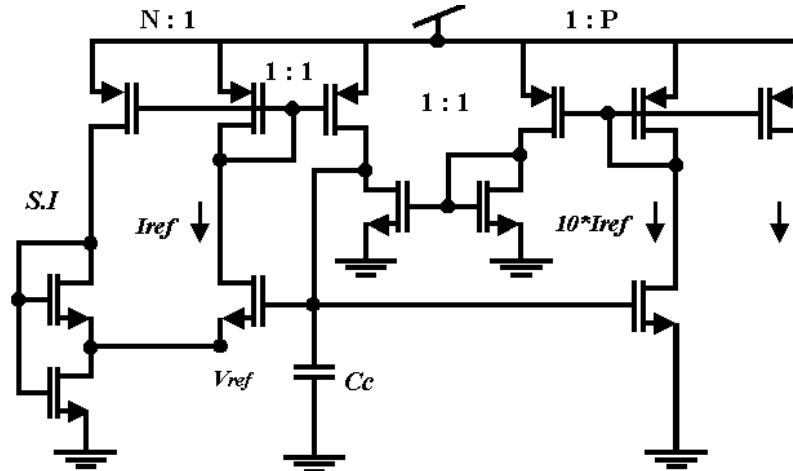 N : 1
1 : P
1 : 1
1 : 1
S.I
Iref
10*Iref
Vref
Cc